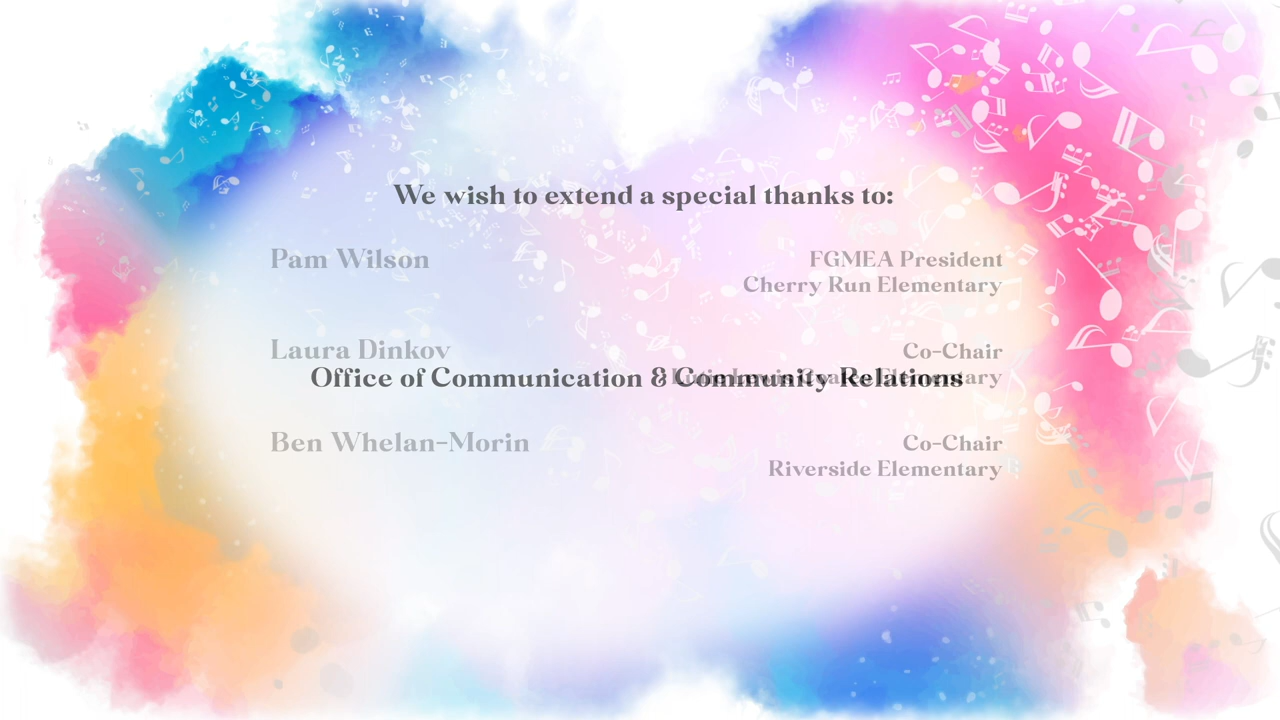 We wish to extend a special thanks to:
Pam Wilson
FGMEA President
Cherry Run Elementary
Laura Dinkov
Co-Chair
Elementary
Office of Communication & Community Relations
Ben Whelan-Morin
Co-Chair
Riverside Elementary